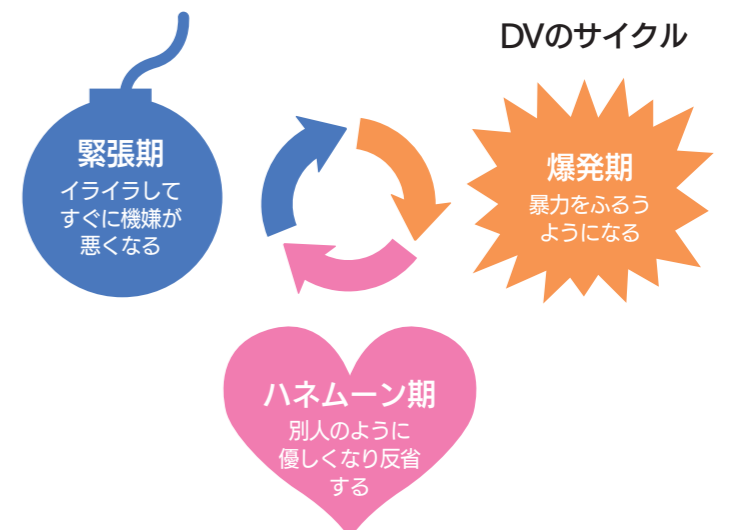 DVのサイクル
緊張期
イライラして
すぐに機嫌が
悪くなる
爆発期
暴力をふるう
ようになる
ハネムーン期
別人のように
優しくなり反省
する